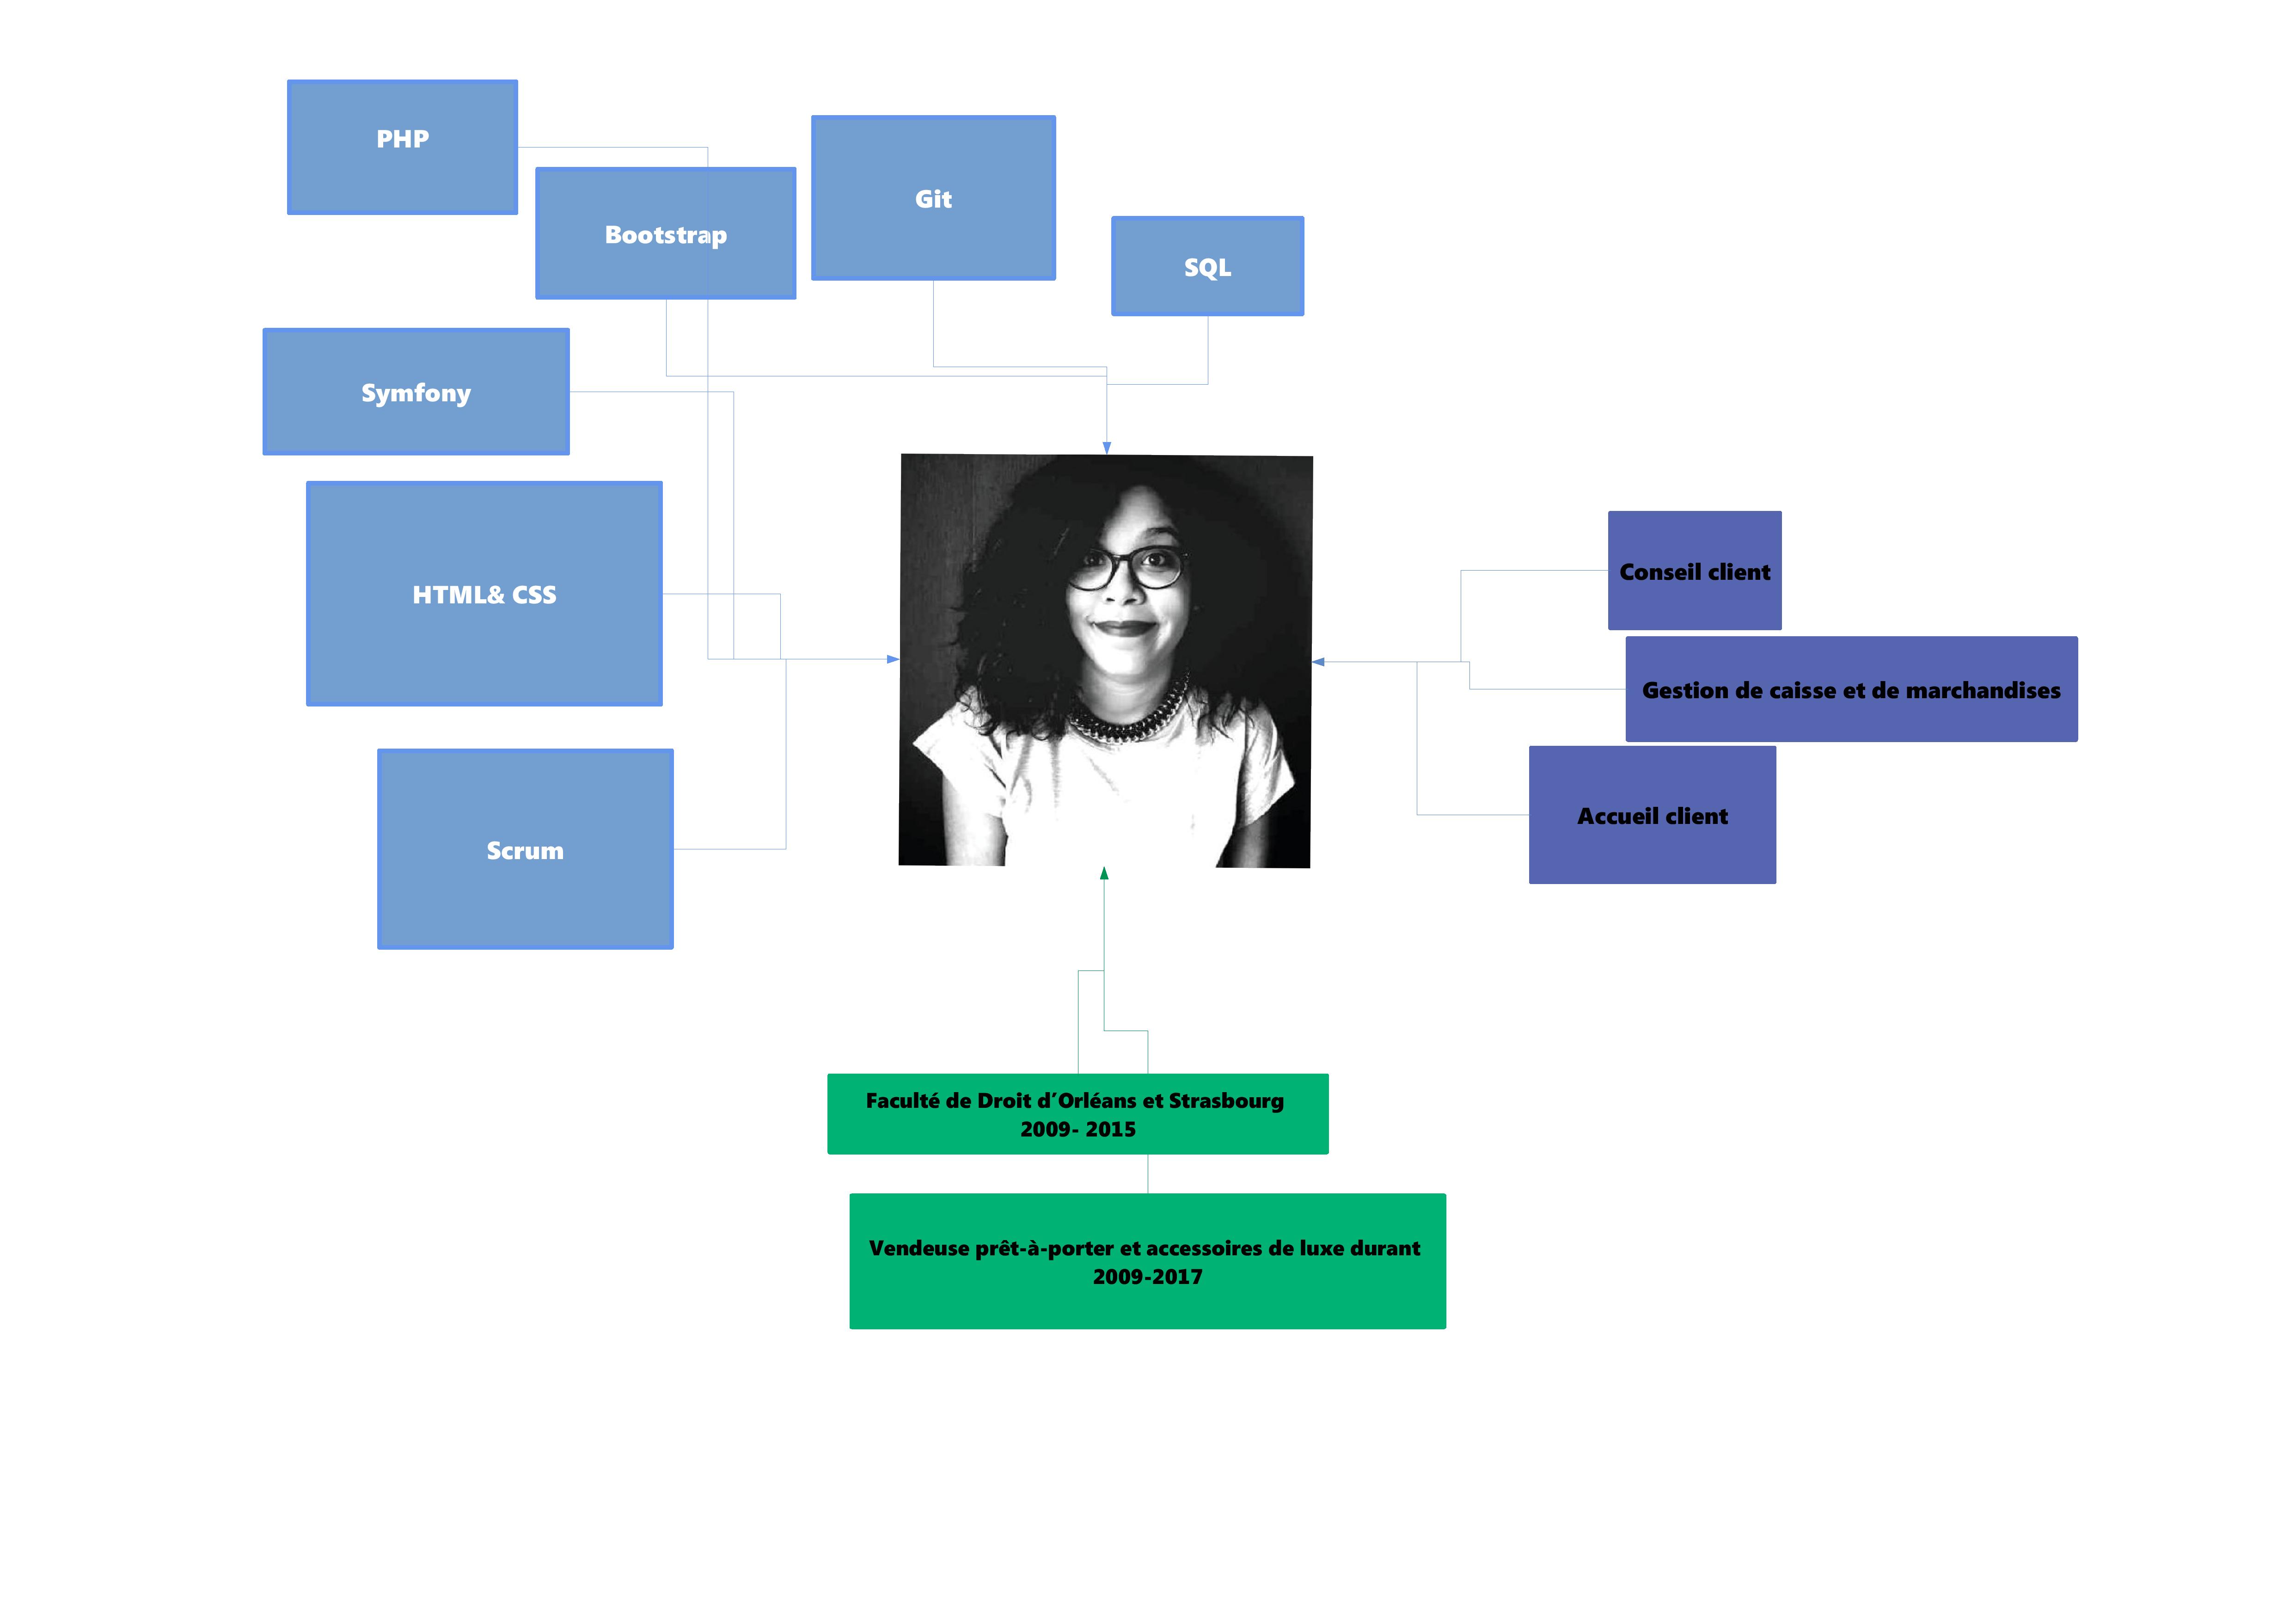 PHP
Bootstrap
Git
SQL
Symfony
HTML& CSS
Scrum
Conseil client
Gestion de caisse et de marchandises
Accueil client
Faculté de Droit d’Orléans et Strasbourg
2009- 2015
Vendeuse prêt-à-porter et accessoires de luxe durant
2009-2017